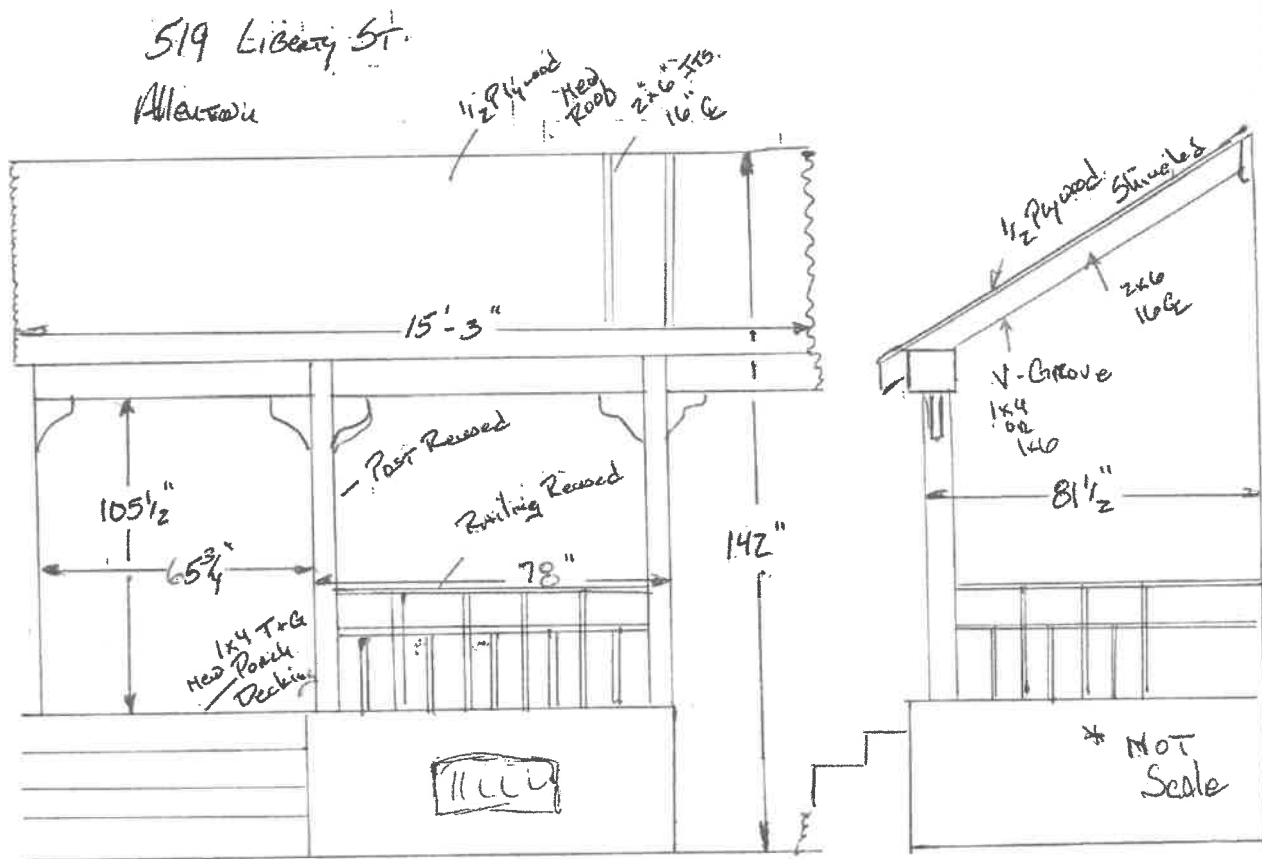 519 Liberty St.
Allentown
1/2 Plywood
New
Roof
2"x6" JTS.
16" ℄
15'-3"
Post Reused
Railing Reused
105 1/2"
65 3/4"
78"
142"
1x4 T+G
New Porch
Decking
1/2 Plywood
Shingles
2x6
16 ℄
V-Grove
1x4
OR
1x6
81 1/2"
* NOT
Scale